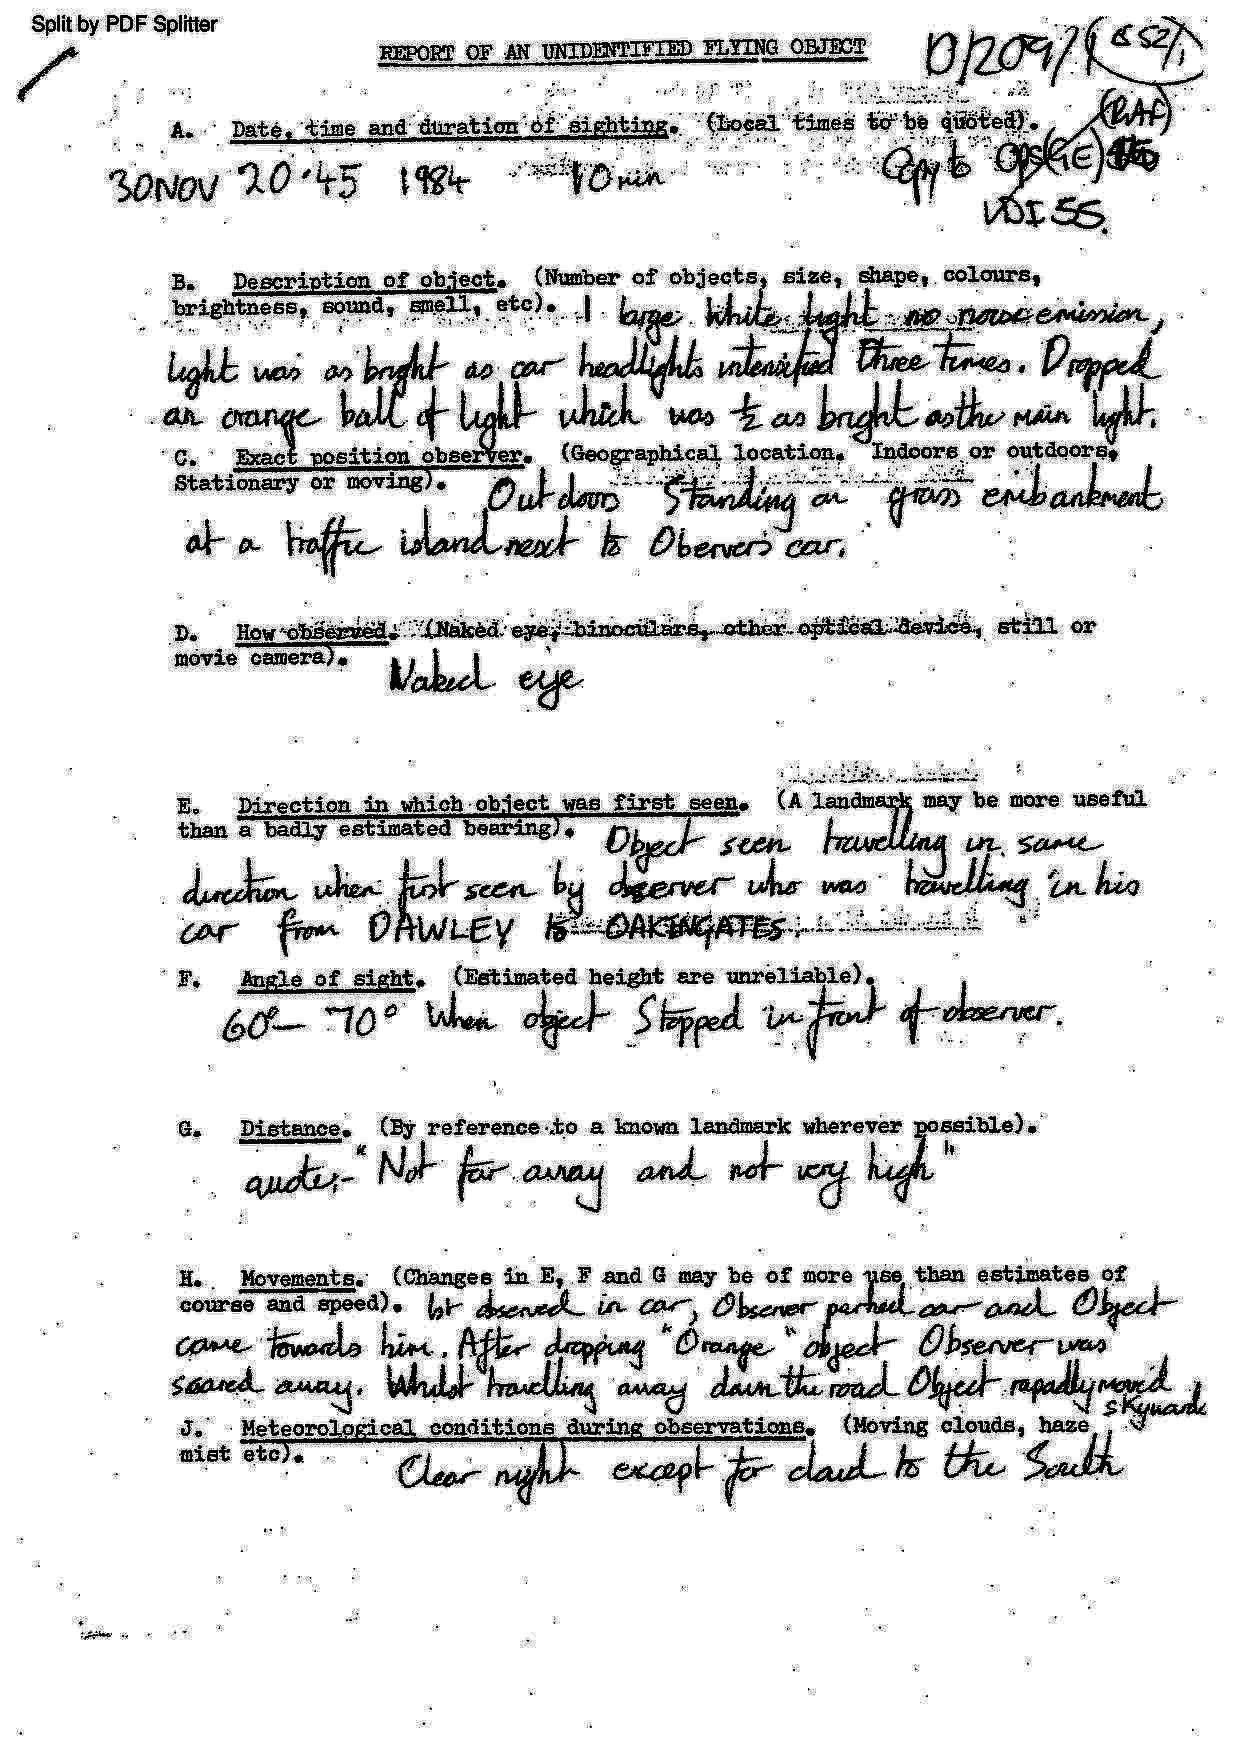 Split by PDF Splitter
REPORT OF AN UNIDENTIFIED FLYING OBJECT
A. Date, time and duration of sighting. (Local times to be quoted).
(RAF)
30 NOV 20.45 1984 10 min
Copy to Ops(GE)
DI 55.
B. Description of object. (Number of objects, size, shape, colours,
brightness, sound, smell, etc). 1 large white light no noise emission,
light was as bright as car headlights intensified three times. Dropped
an orange ball of light which was ½ as bright as the main light.
C. Exact position observer. (Geographical location. Indoors or outdoors,
Stationary or moving). Outdoors Standing on grass embankment
at a traffic island next to Oberver's car.
D. How observed. (Naked eye, binoculars, other optical device, still or
movie camera). Naked eye
E. Direction in which object was first seen. (A landmark may be more useful
than a badly estimated bearing). Object seen travelling in same
direction when first seen by observer who was travelling in his
car from DAWLEY to OAKENGATES.
F. Angle of sight. (Estimated height are unreliable).
60°— 70° When object Stopped in front of observer.
G. Distance. (By reference to a known landmark wherever possible).
quote:- "Not far away and not very high"
H. Movements. (Changes in E, F and G may be of more use than estimates of
course and speed). 1st observed in car, Observer parked car and Object
came towards him. After dropping "Orange" object Observer was
scared away. Whilst travelling away down the road Object rapadly moved
skyward
J. Meteorological conditions during observations. (Moving clouds, haze
mist etc). Clear night except for cloud to the South